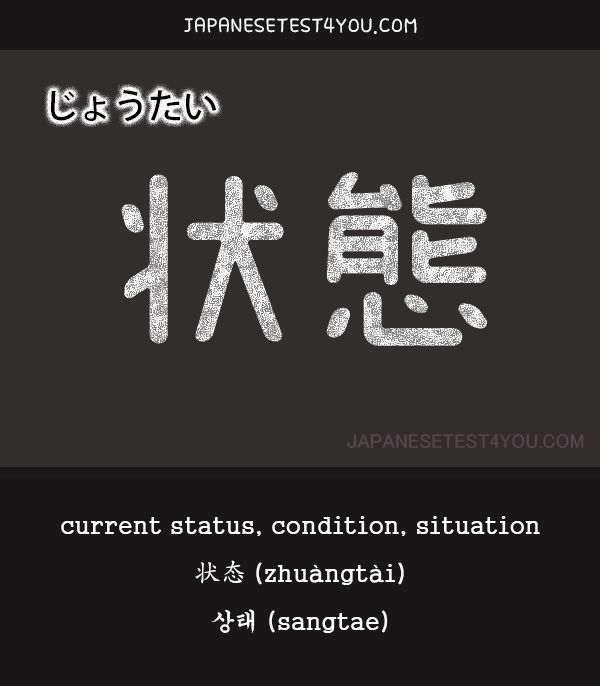 JAPANESETEST4YOU.COM
じょうたい
状態
JAPANESETEST4YOU.COM
current status, condition, situation
状态 (zhuàngtài)
상태 (sangtae)